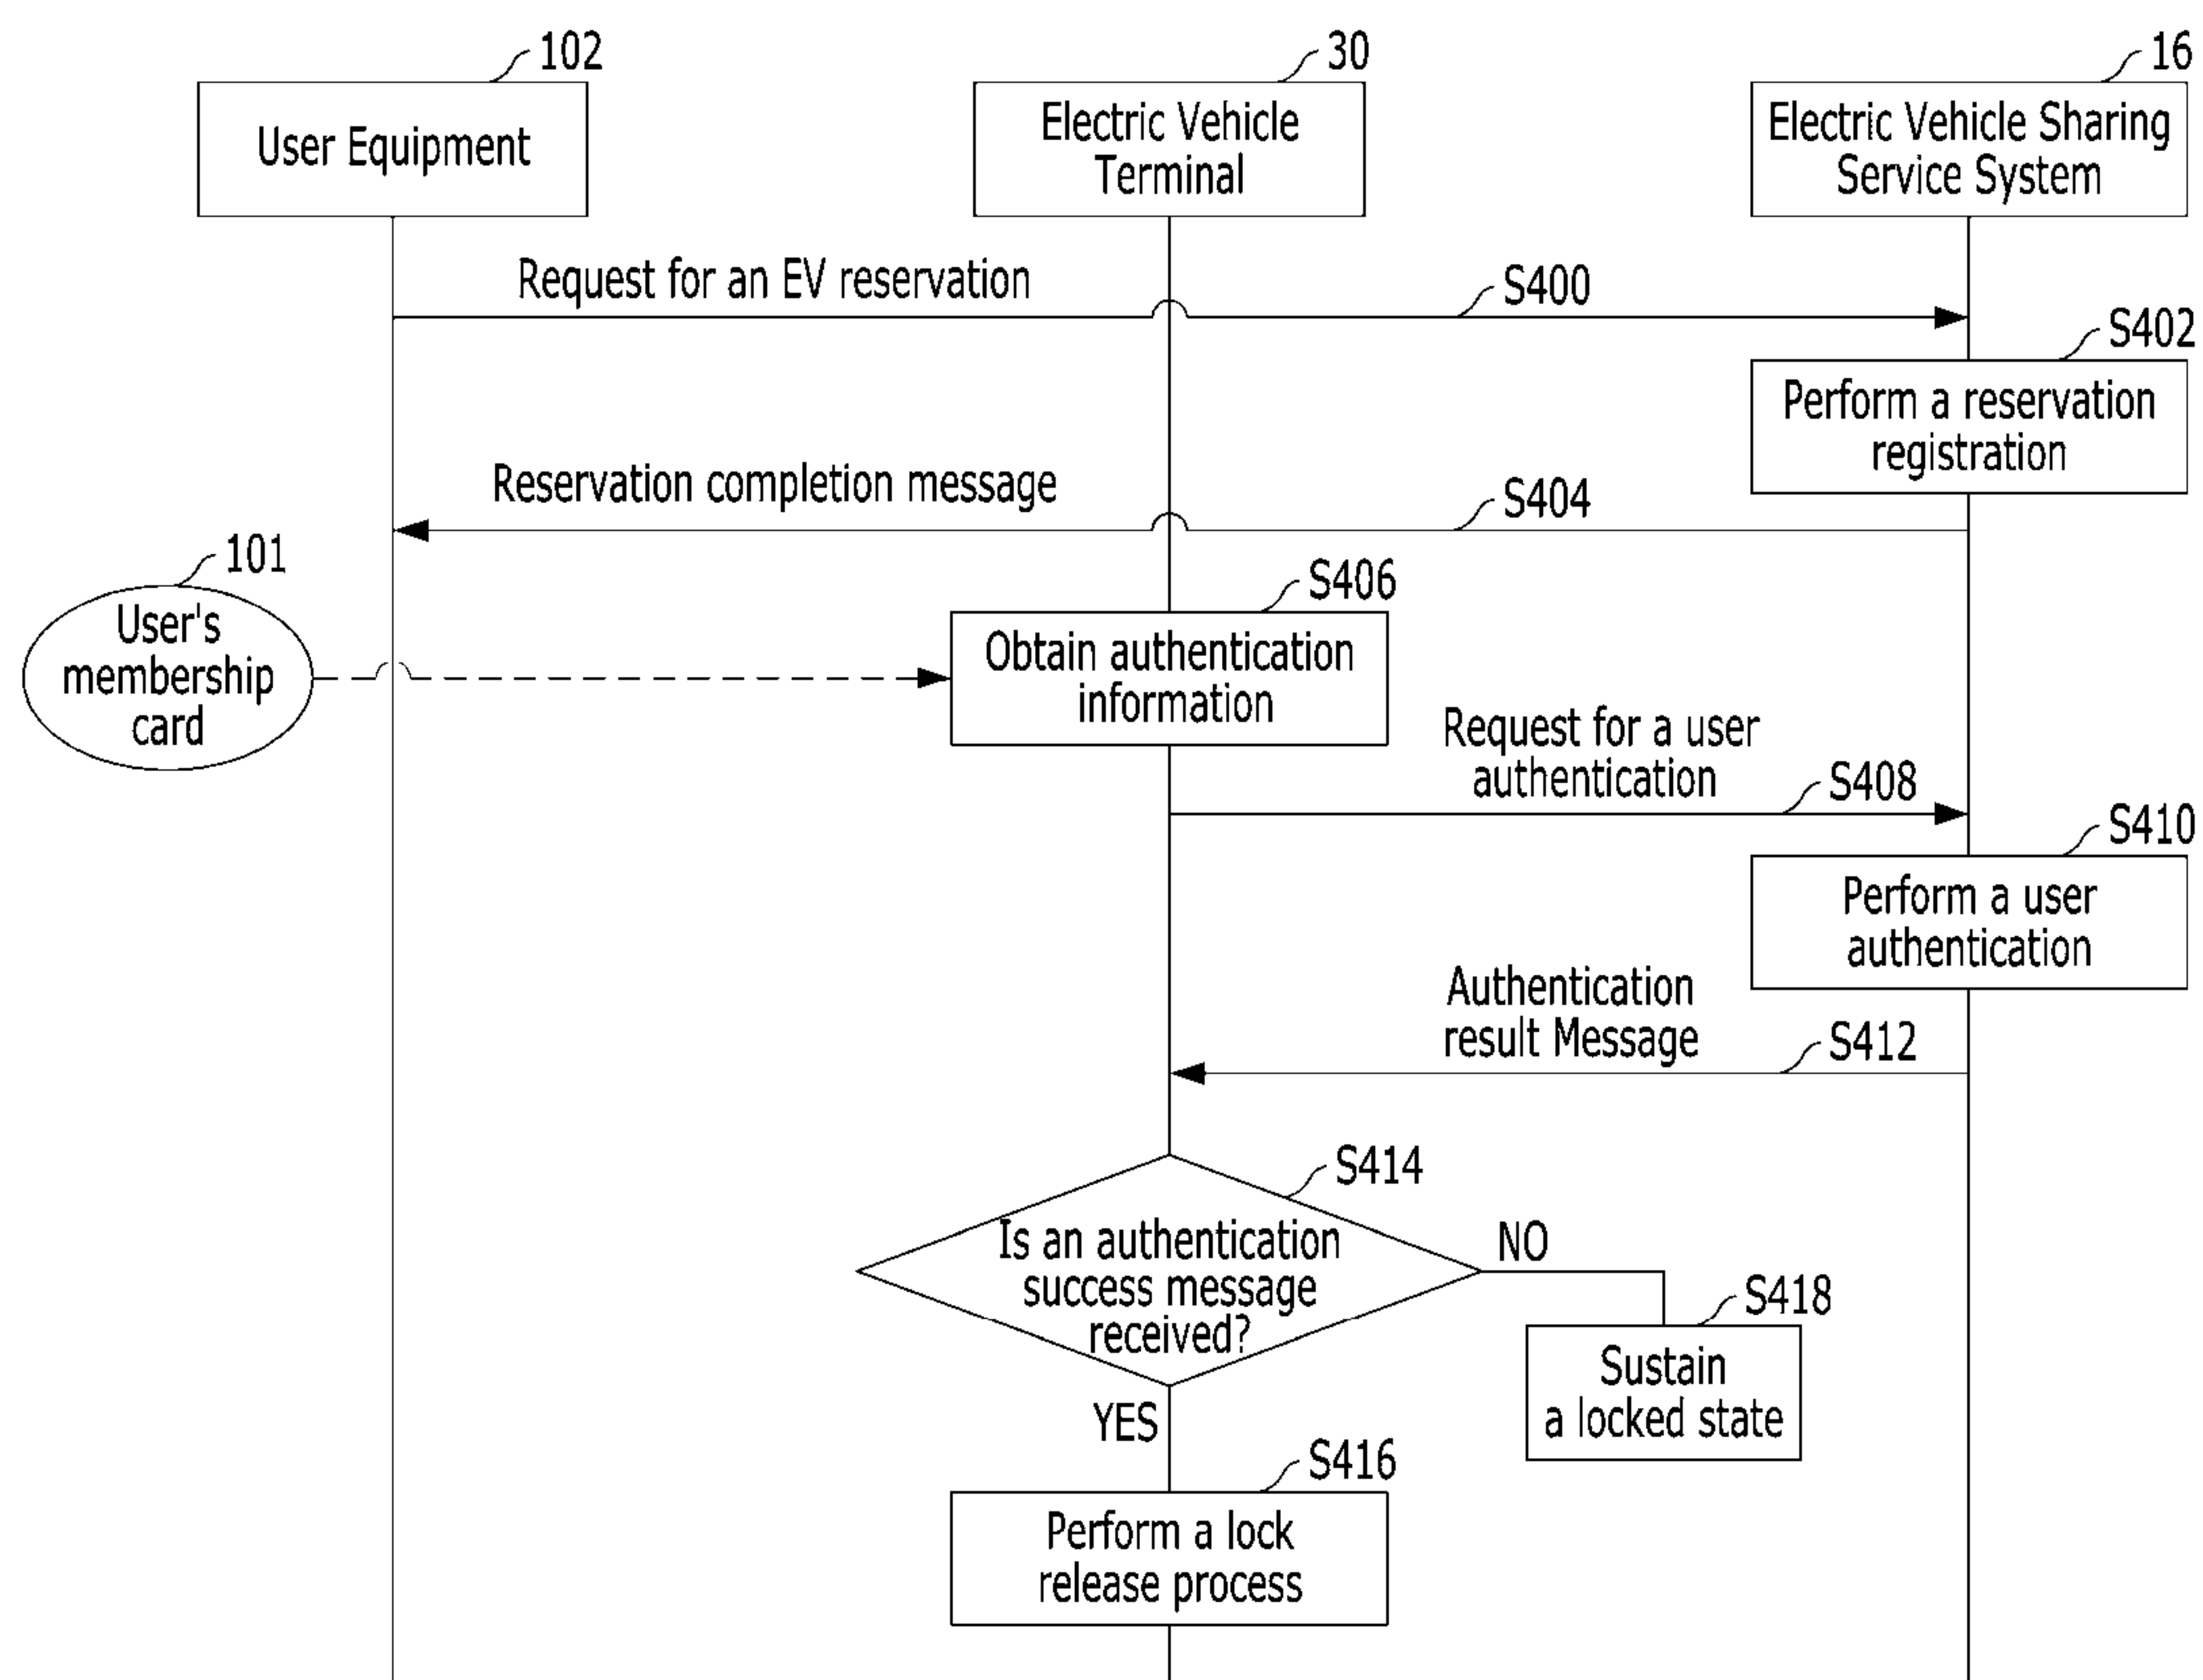 102
30
16
User Equipment
Electric Vehicle
Terminal
Electric Vehicle Sharing
Service System
Request for an EV reservation
S400
S402
Perform a reservation
registration
Reservation completion message
S404
101
User's
membership
card
S406
Obtain authentication
information
Request for a user
authentication
S408
S410
Perform a user
authentication
Authentication
result Message
S412
S414
Is an authentication
success message
received?
NO
S418
Sustain
a locked state
YES
S416
Perform a lock
release process